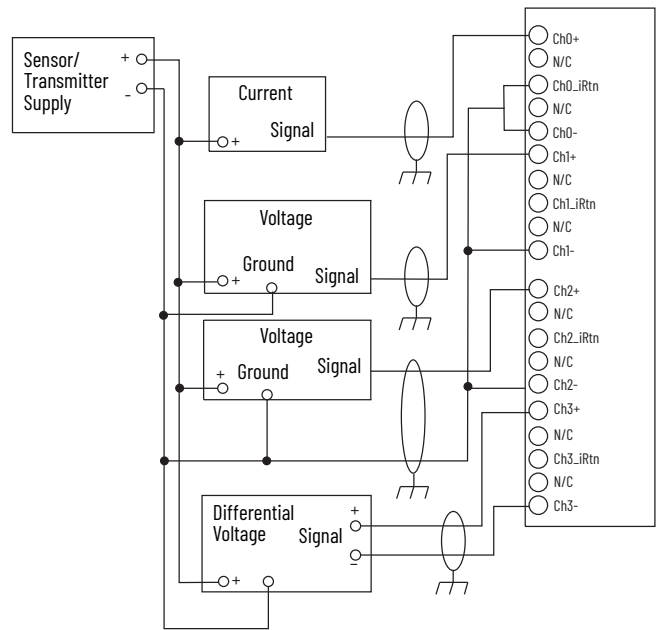 Sensor/
Transmitter
Supply
+
-
Current
Signal
+
Voltage
Ground
Signal
+
Voltage
Ground
Signal
+
Differential
Voltage
Signal
+
-
+
Ch0+
N/C
Ch0_iRtn
N/C
Ch0-
Ch1+
N/C
Ch1_iRtn
N/C
Ch1-
Ch2+
N/C
Ch2_iRtn
N/C
Ch2-
Ch3+
N/C
Ch3_iRtn
N/C
Ch3-